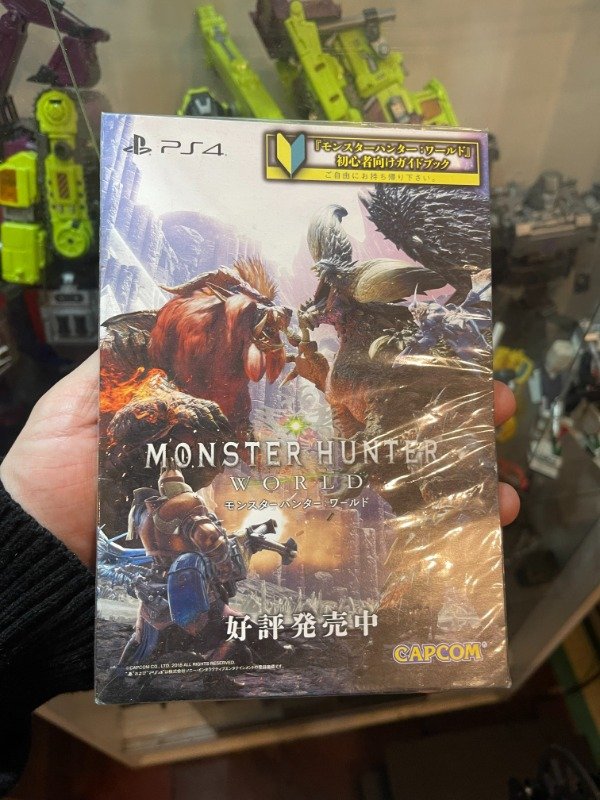 PS4
『モンスターハンター：ワールド』
初心者向けガイドブック
ご自由にお持ち帰り下さい。
MONSTER HUNTER
WORLD
モンスターハンター：ワールド
好評発売中
CAPCOM
©CAPCOM CO., LTD. 2018 ALL RIGHTS RESERVED.